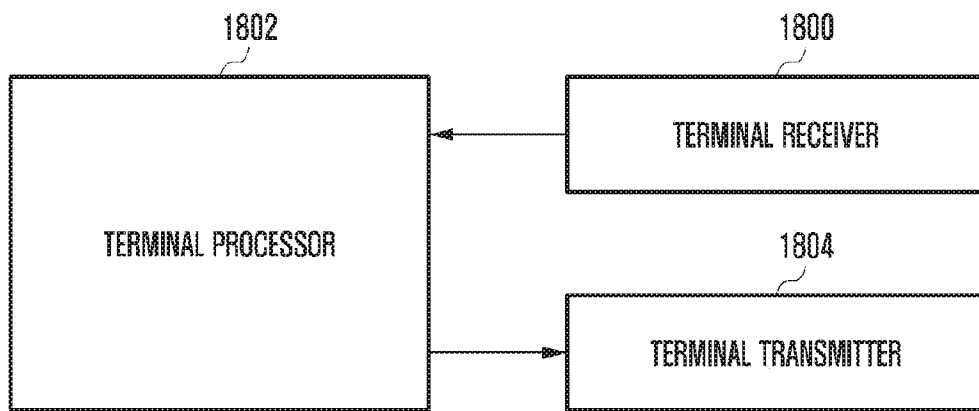 1802
1800
TERMINAL RECEIVER
TERMINAL PROCESSOR
1804
TERMINAL TRANSMITTER